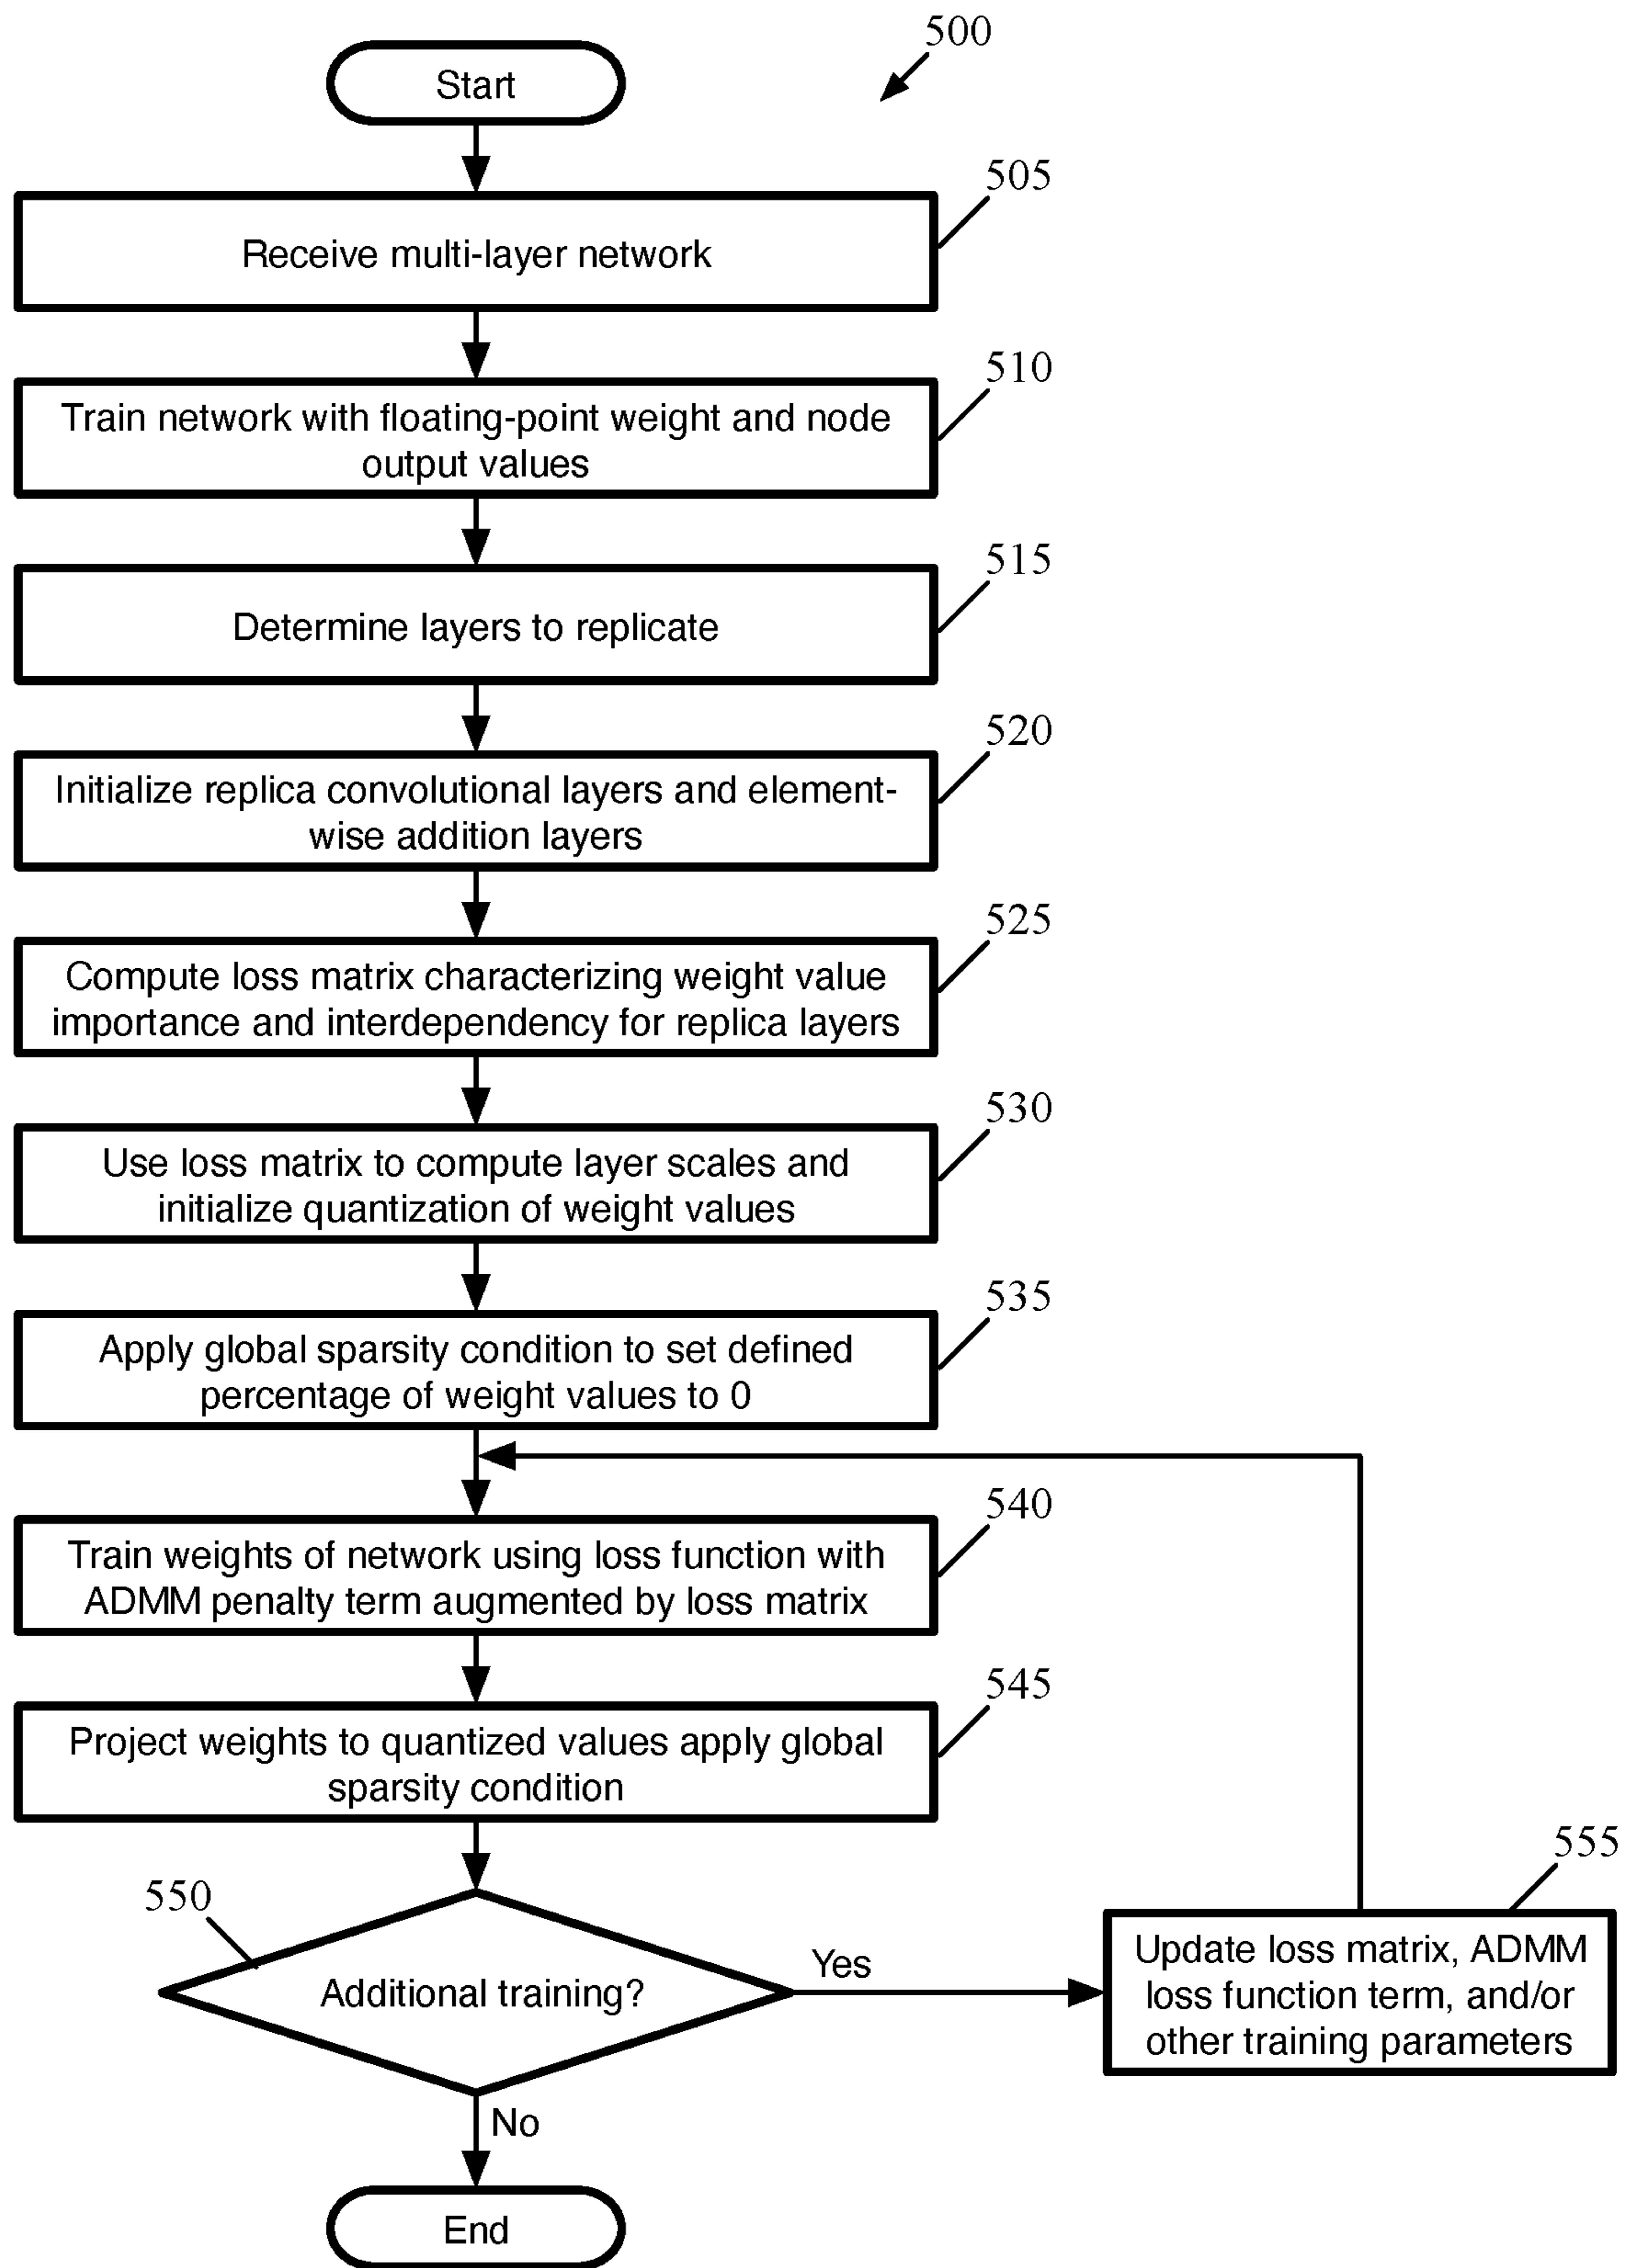 500
Start
505
Receive multi-layer network
510
Train network with floating-point weight and node
output values
515
Determine layers to replicate
520
Initialize replica convolutional layers and element-
wise addition layers
525
Compute loss matrix characterizing weight value
importance and interdependency for replica layers
530
Use loss matrix to compute layer scales and
initialize quantization of weight values
535
Apply global sparsity condition to set defined
percentage of weight values to 0
540
Train weights of network using loss function with
ADMM penalty term augmented by loss matrix
545
Project weights to quantized values apply global
sparsity condition
550
Additional training?
Yes
555
Update loss matrix, ADMM
loss function term, and/or
other training parameters
No
End